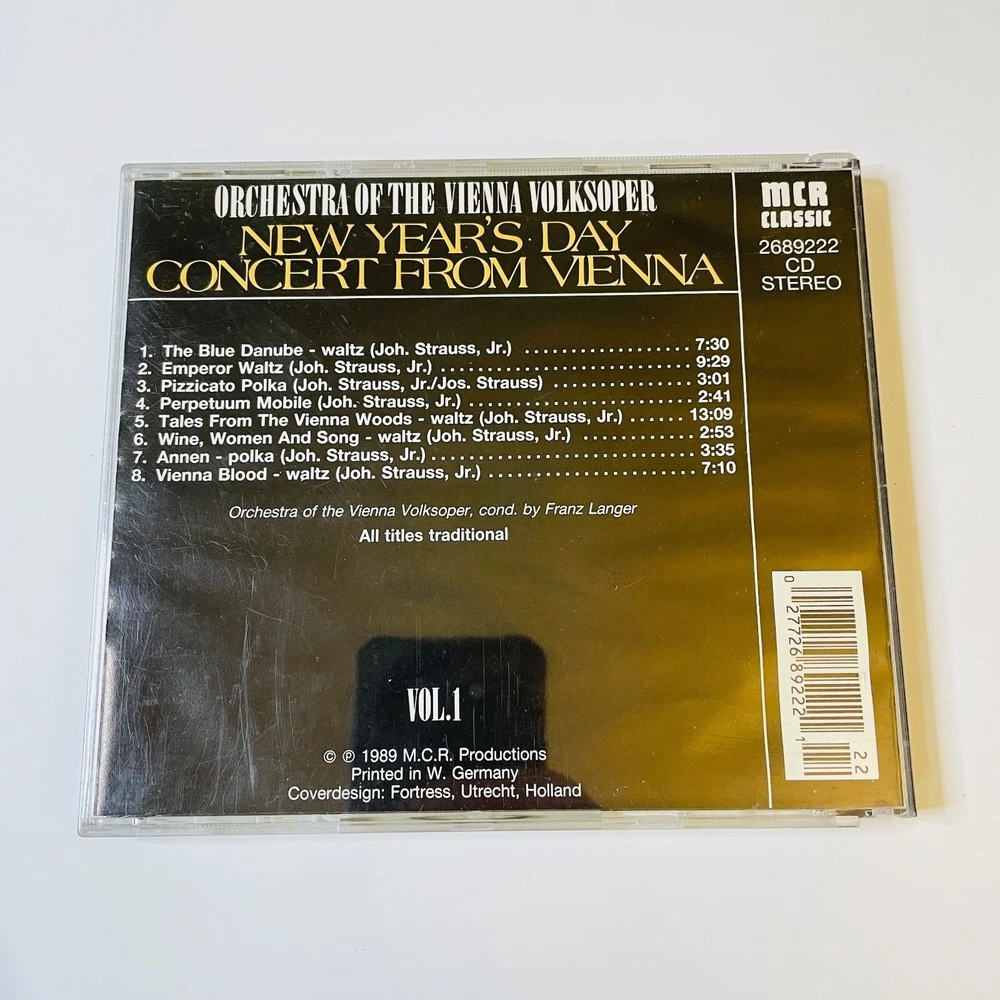 ORCHESTRA OF THE VIENNA VOLKSOPER
NEW YEAR'S DAY
CONCERT FROM VIENNA
MCR
CLASSIC
2689222
CD
STEREO
1. The Blue Danube - waltz (Joh. Strauss, Jr.) .................. 7:30
2. Emperor Waltz (Joh. Strauss, Jr.) ........................... 9:29
3. Pizzicato Polka (Joh. Strauss, Jr./Jos. Strauss) ............... 3:01
4. Perpetuum Mobile (Joh. Strauss, Jr.) ........................ 2:41
5. Tales From The Vienna Woods - waltz (Joh. Strauss, Jr.) ...... 13:09
6. Wine, Women And Song - waltz (Joh. Strauss, Jr.) ............ 2:53
7. Annen - polka (Joh. Strauss, Jr.) ............................ 3:35
8. Vienna Blood - waltz (Joh. Strauss, Jr.) ...................... 7:10
Orchestra of the Vienna Volksoper, cond. by Franz Langer
All titles traditional
VOL.1
© ℗ 1989 M.C.R. Productions
Printed in W. Germany
Coverdesign: Fortress, Utrecht, Holland
0 27726 89222 1
22